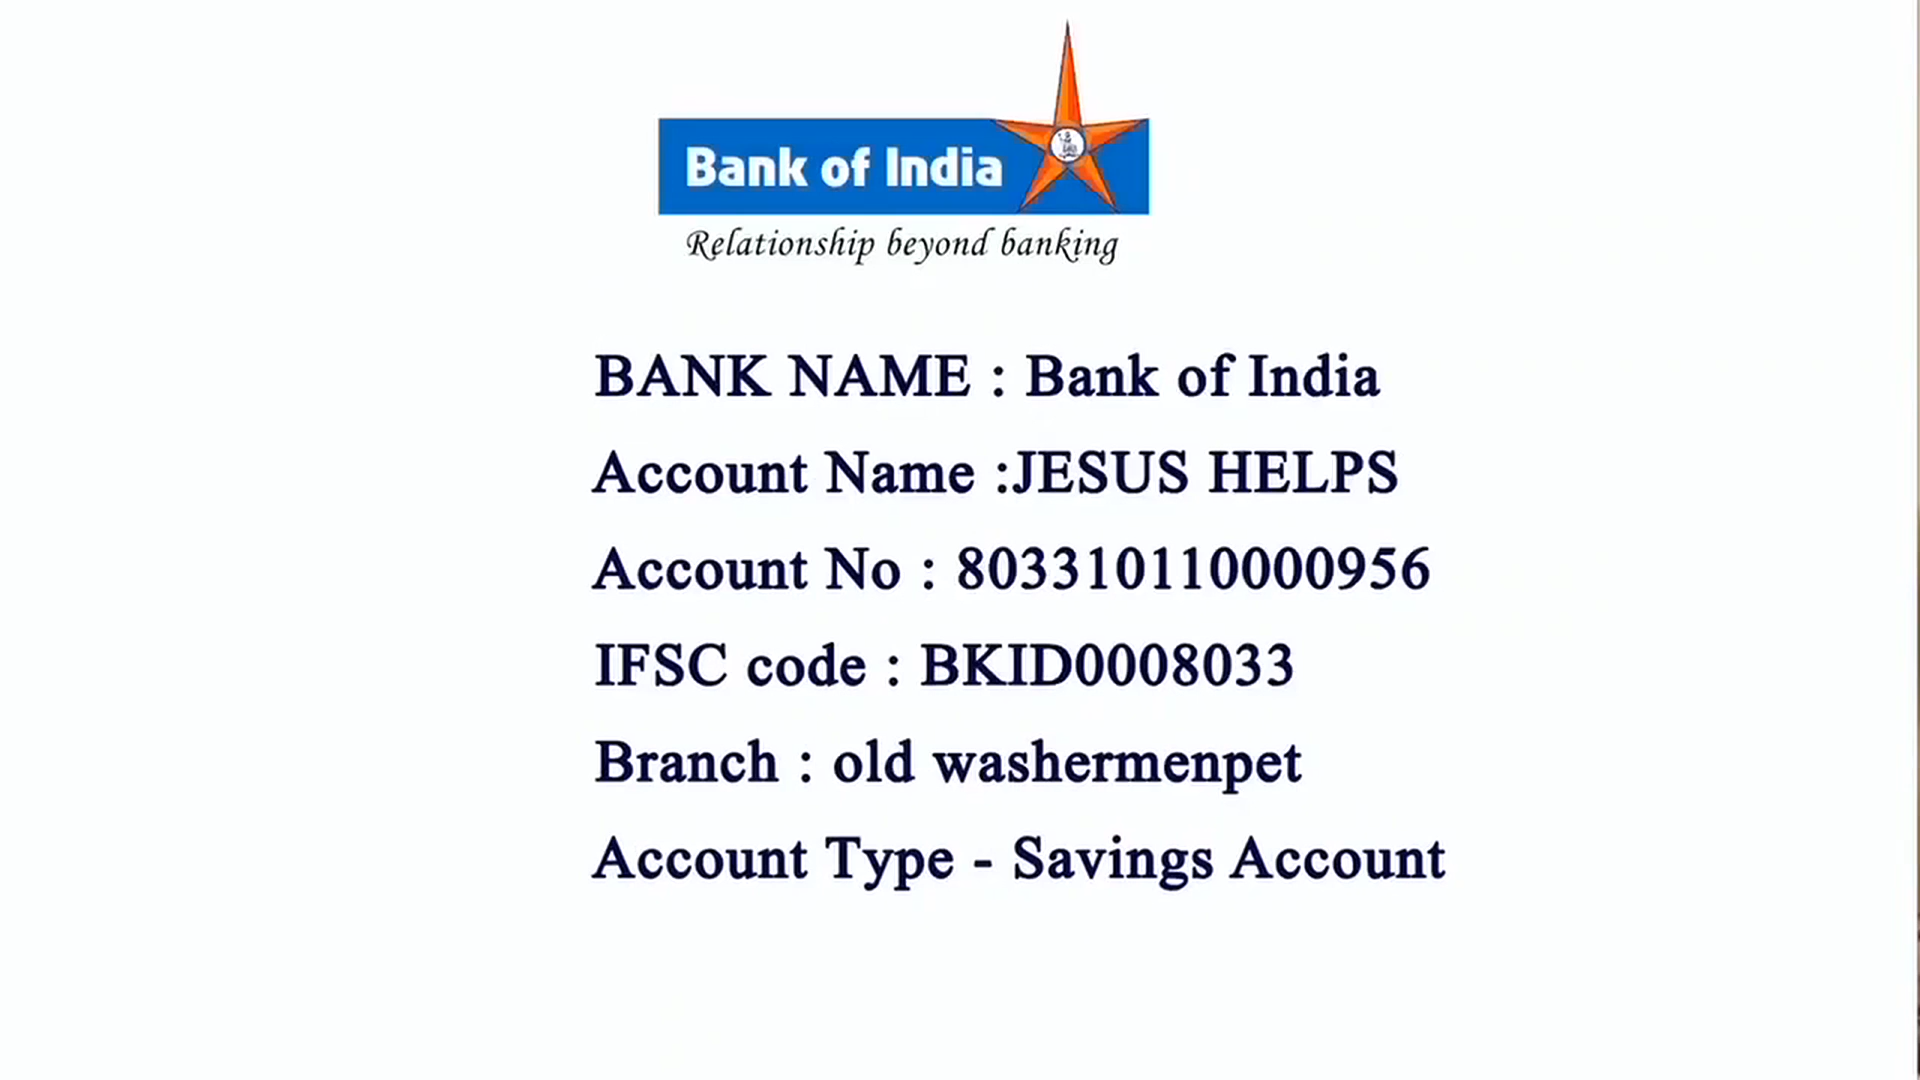 Bank of India
Relationship beyond banking
BANK NAME : Bank of India
Account Name :JESUS HELPS
Account No : 803310110000956
IFSC code : BKID0008033
Branch : old washermenpet
Account Type - Savings Account